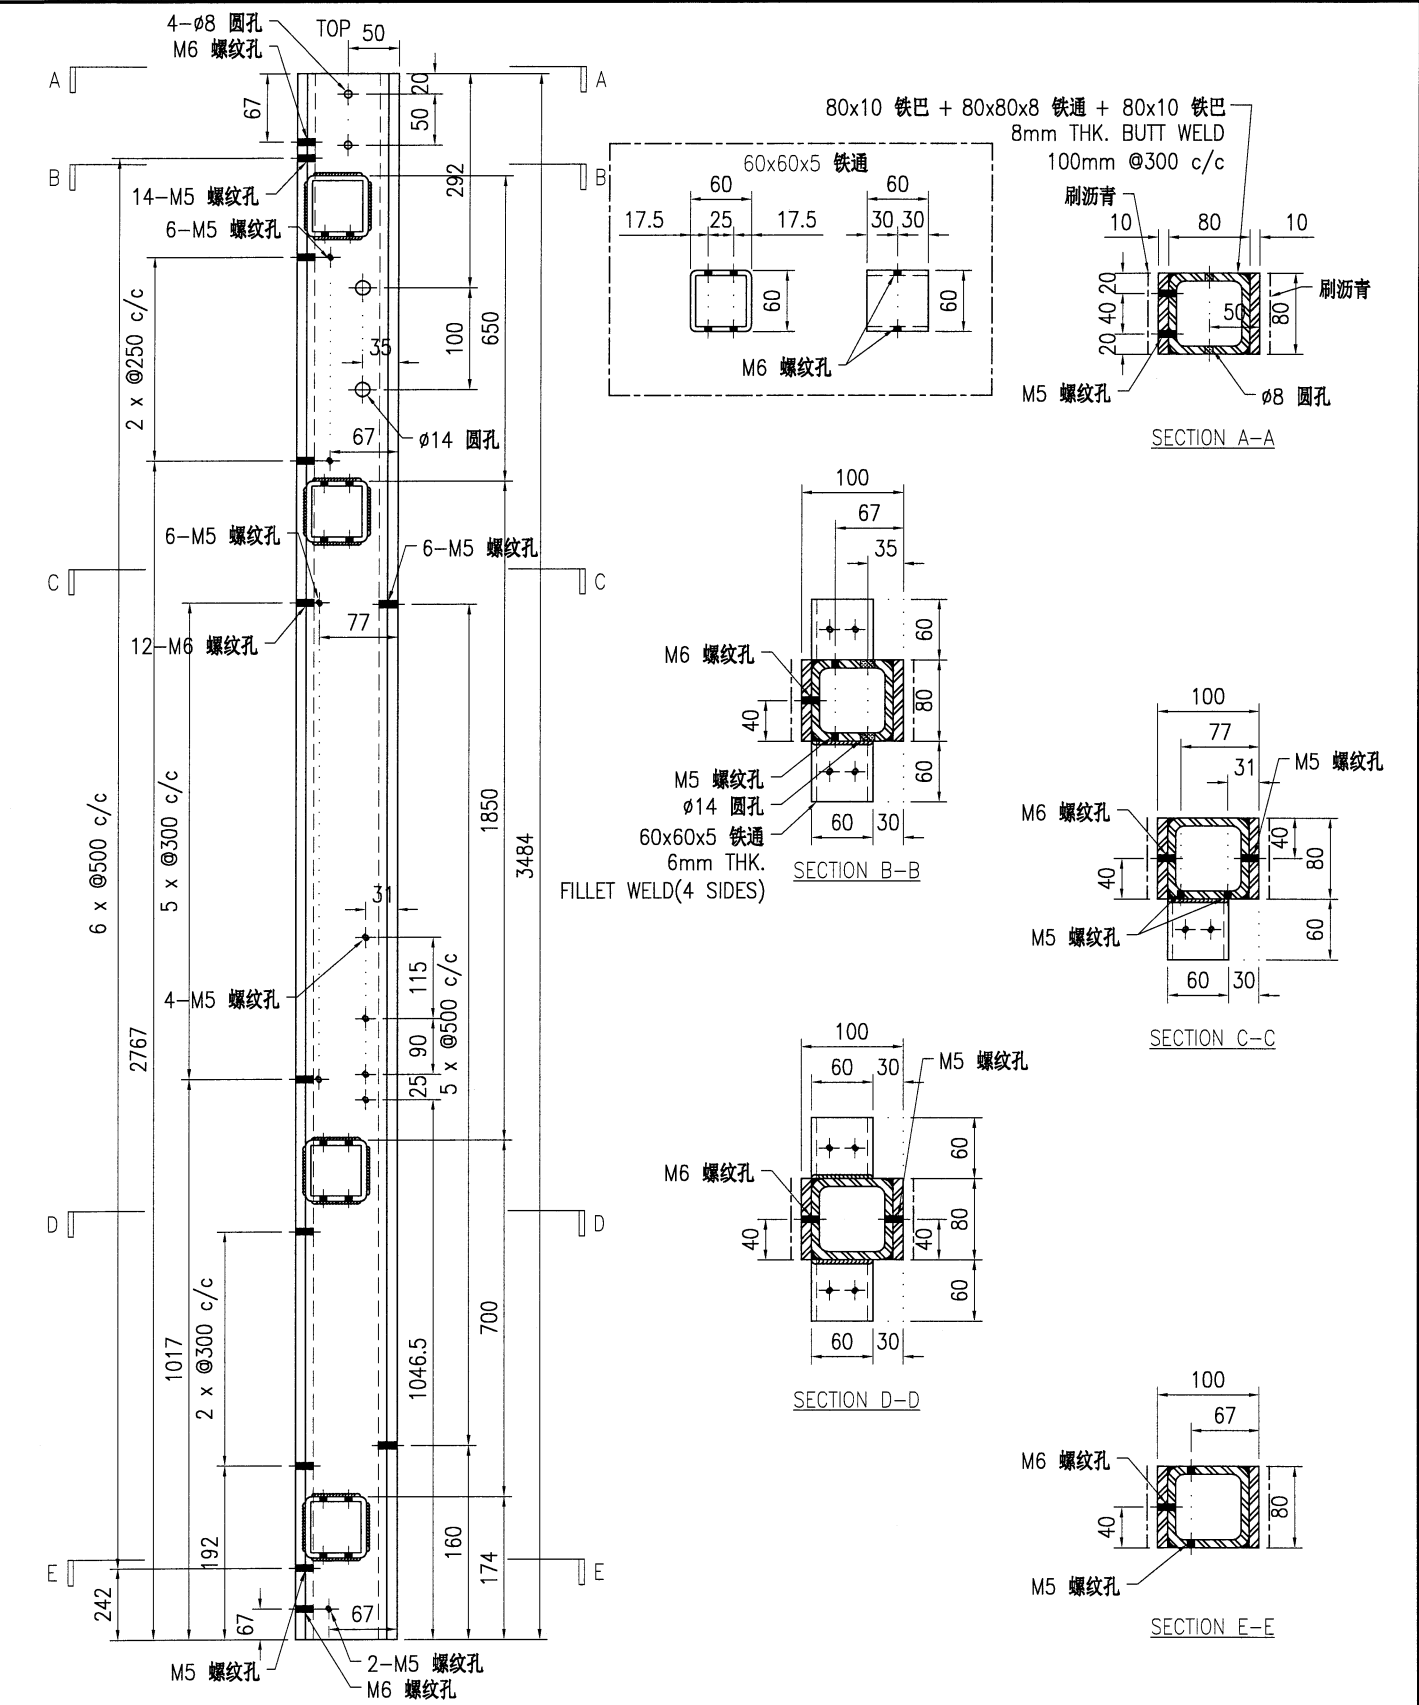 4-ø8 圆孔
M6 螺纹孔
TOP
50
A
A
67
20
50
B
B
292
14-M5 螺纹孔
6-M5 螺纹孔
2 x @250 c/c
35
100
650
67
ø14 圆孔
6-M5 螺纹孔
6-M5 螺纹孔
C
C
77
12-M6 螺纹孔
6 x @500 c/c
5 x @300 c/c
1850
3484
31
4-M5 螺纹孔
115
90
25
5 x @500 c/c
2767
D
D
1017
2 x @300 c/c
1046.5
700
192
160
174
E
E
242
67
67
M5 螺纹孔
2-M5 螺纹孔
M6 螺纹孔
60x60x5 铁通
60
60
17.5
25
17.5
30
30
60
60
M6 螺纹孔
80x10 铁巴 + 80x80x8 铁通 + 80x10 铁巴
8mm THK. BUTT WELD
100mm @300 c/c
刷沥青
10
80
10
20
40
20
50
80
刷沥青
M5 螺纹孔
ø8 圆孔
SECTION A-A
100
67
35
60
M6 螺纹孔
40
80
M5 螺纹孔
60
ø14 圆孔
60x60x5 铁通
60
30
6mm THK.
FILLET WELD(4 SIDES)
SECTION B-B
100
77
31
M5 螺纹孔
M6 螺纹孔
40
40
80
M5 螺纹孔
60
60
30
SECTION C-C
100
60
30
M5 螺纹孔
60
M6 螺纹孔
40
40
80
60
60
30
SECTION D-D
100
67
M6 螺纹孔
40
80
M5 螺纹孔
SECTION E-E